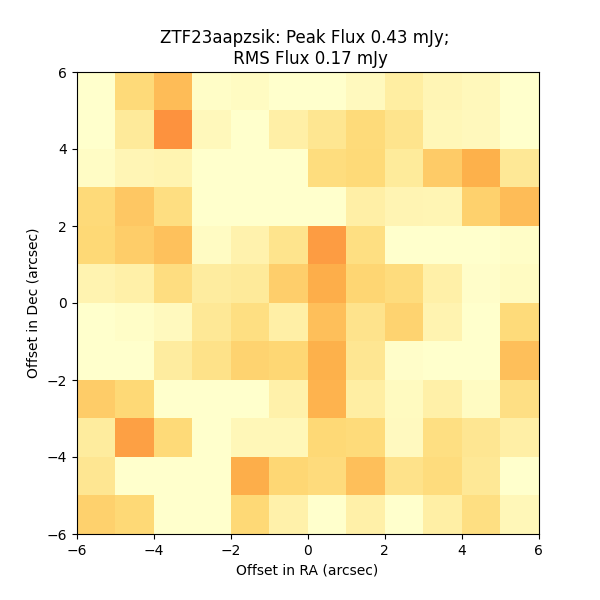 ZTF23aapzsik: Peak Flux 0.43 mJy;
RMS Flux 0.17 mJy
6
4
2
0
−2
−4
−6
Offset in Dec (arcsec)
−6 −4 −2 0 2 4 6
Offset in RA (arcsec)